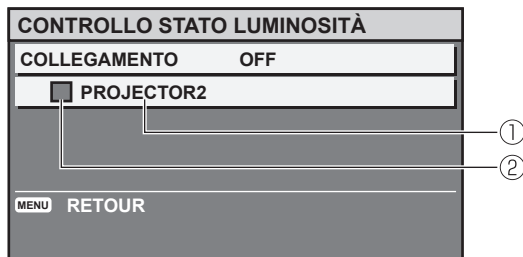 CONTROLLO STATO LUMINOSITÀ
COLLEGAMENTO OFF
PROJECTOR2
①
②
MENU RETOUR